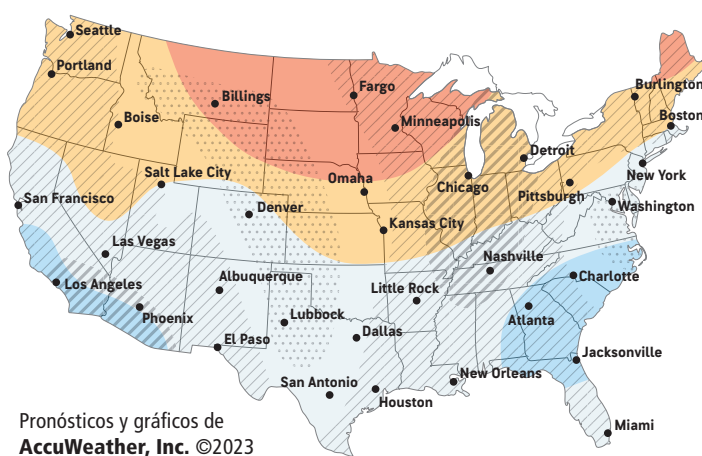 Seattle
Portland
Billings
Fargo
Burlington
Boise
Minneapolis
Boston
Detroit
Salt Lake City
Omaha
Chicago
New York
Pittsburgh
San Francisco
Denver
Kansas City
Washington
Las Vegas
Nashville
Albuquerque
Charlotte
Los Angeles
Little Rock
Phoenix
Lubbock
Atlanta
El Paso
Dallas
Jacksonville
San Antonio
New Orleans
Houston
Miami
Pronósticos y gráficos de
AccuWeather, Inc. ©2023